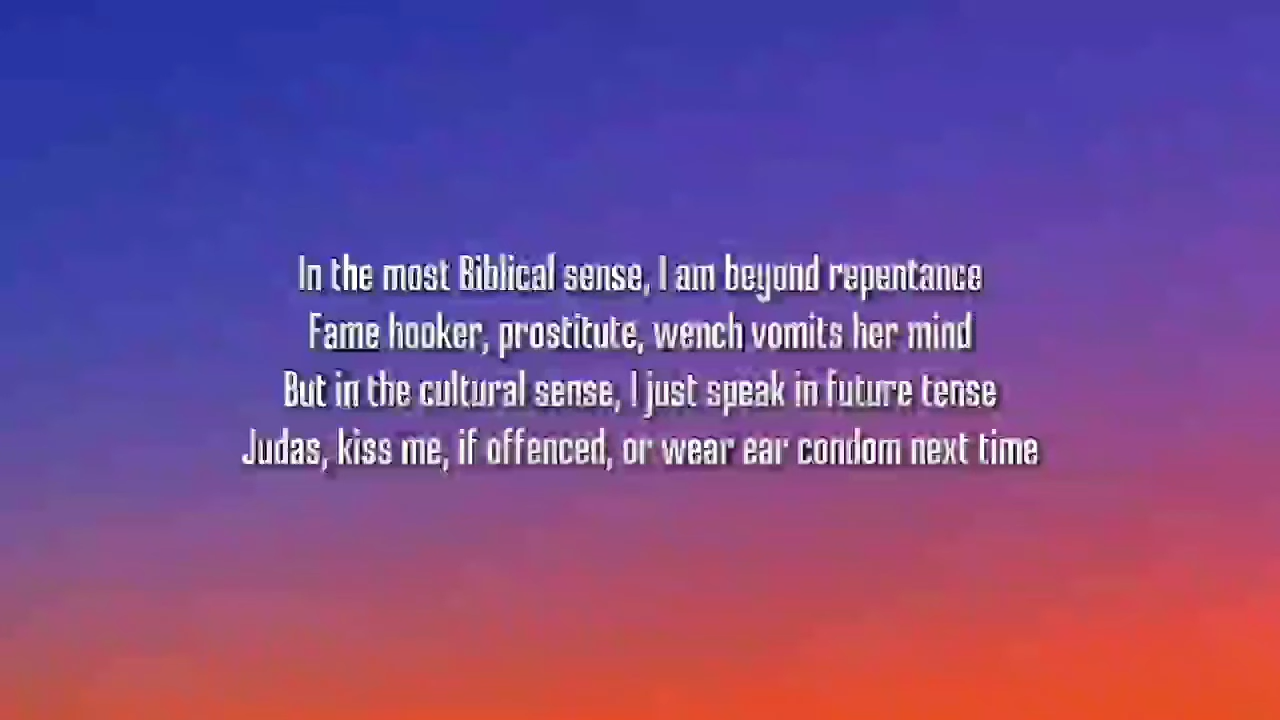 In the most Biblical sense, I am beyond repentance
Fame hooker, prostitute, wench vomits her mind
But in the cultural sense, I just speak in future tense
Judas, kiss me, if offenced, or wear ear condom next time